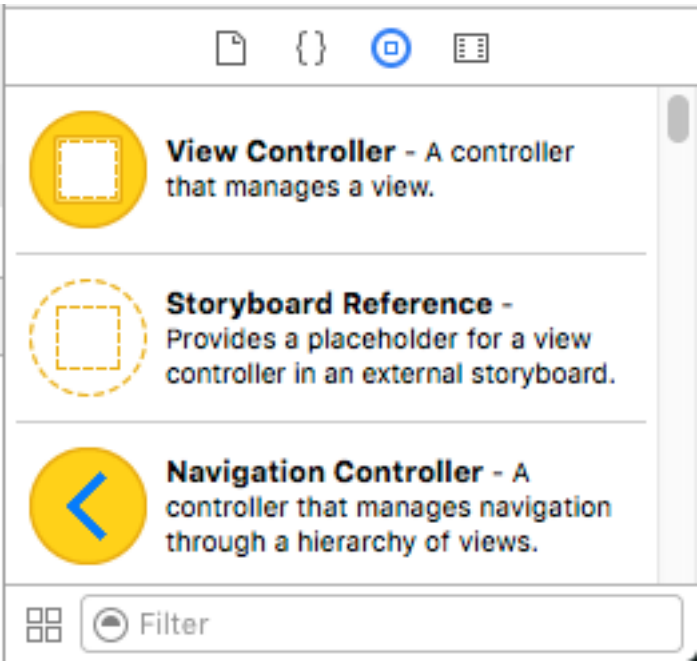 View Controller - A controller
that manages a view.
Storyboard Reference -
Provides a placeholder for a view
controller in an external storyboard.
Navigation Controller - A
controller that manages navigation
through a hierarchy of views.
Filter